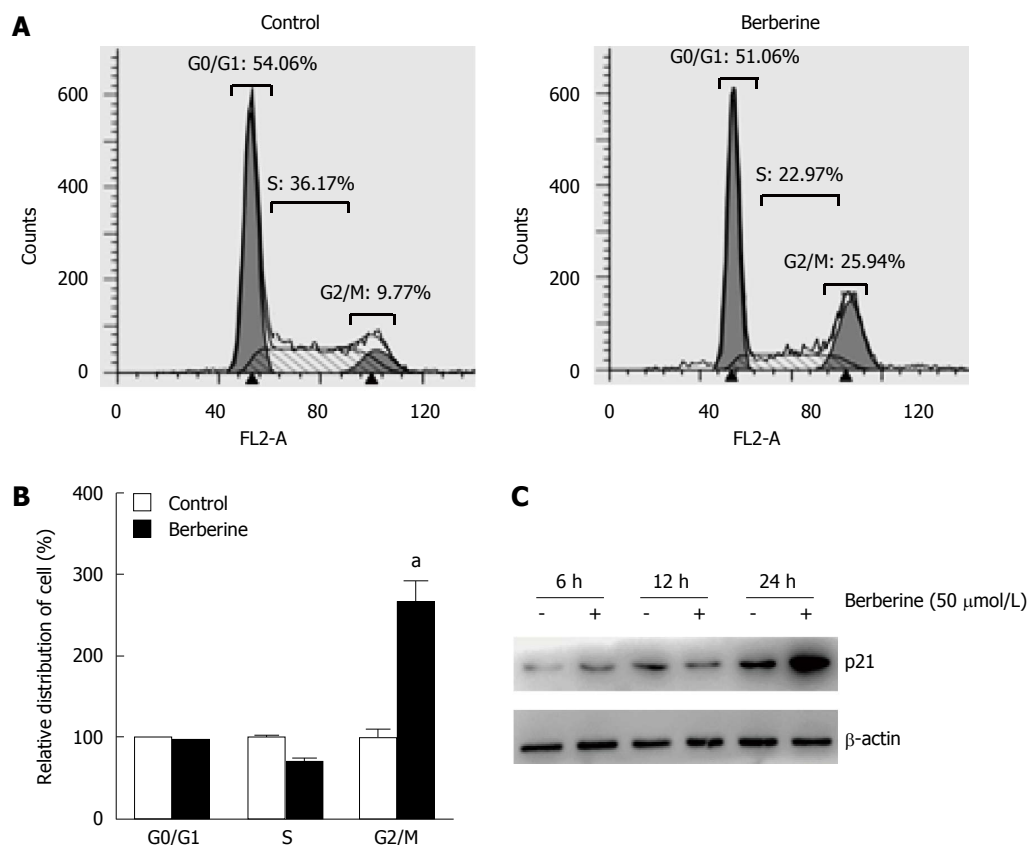 A
Control
Berberine
G0/G1: 54.06%
S: 36.17%
G2/M: 9.77%
Counts
600
400
200
0
0 40 80 120
FL2-A
G0/G1: 51.06%
S: 22.97%
G2/M: 25.94%
Counts
600
400
200
0
0 40 80 120
FL2-A
B
Relative distribution of cell (%)
400
300
200
100
0
Control
Berberine
a
G0/G1 S G2/M
C
6 h 12 h 24 h
- + - + - + Berberine (50 μmol/L)
p21
β-actin